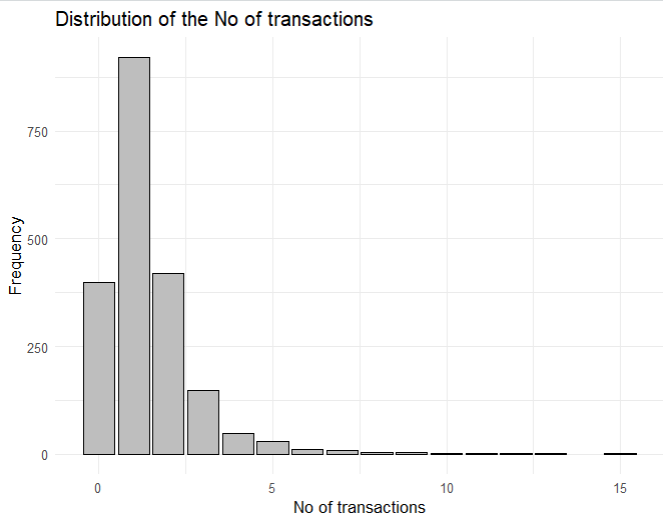 Distribution of the No of transactions
750
500
250
0
Frequency
0 5 10 15
No of transactions